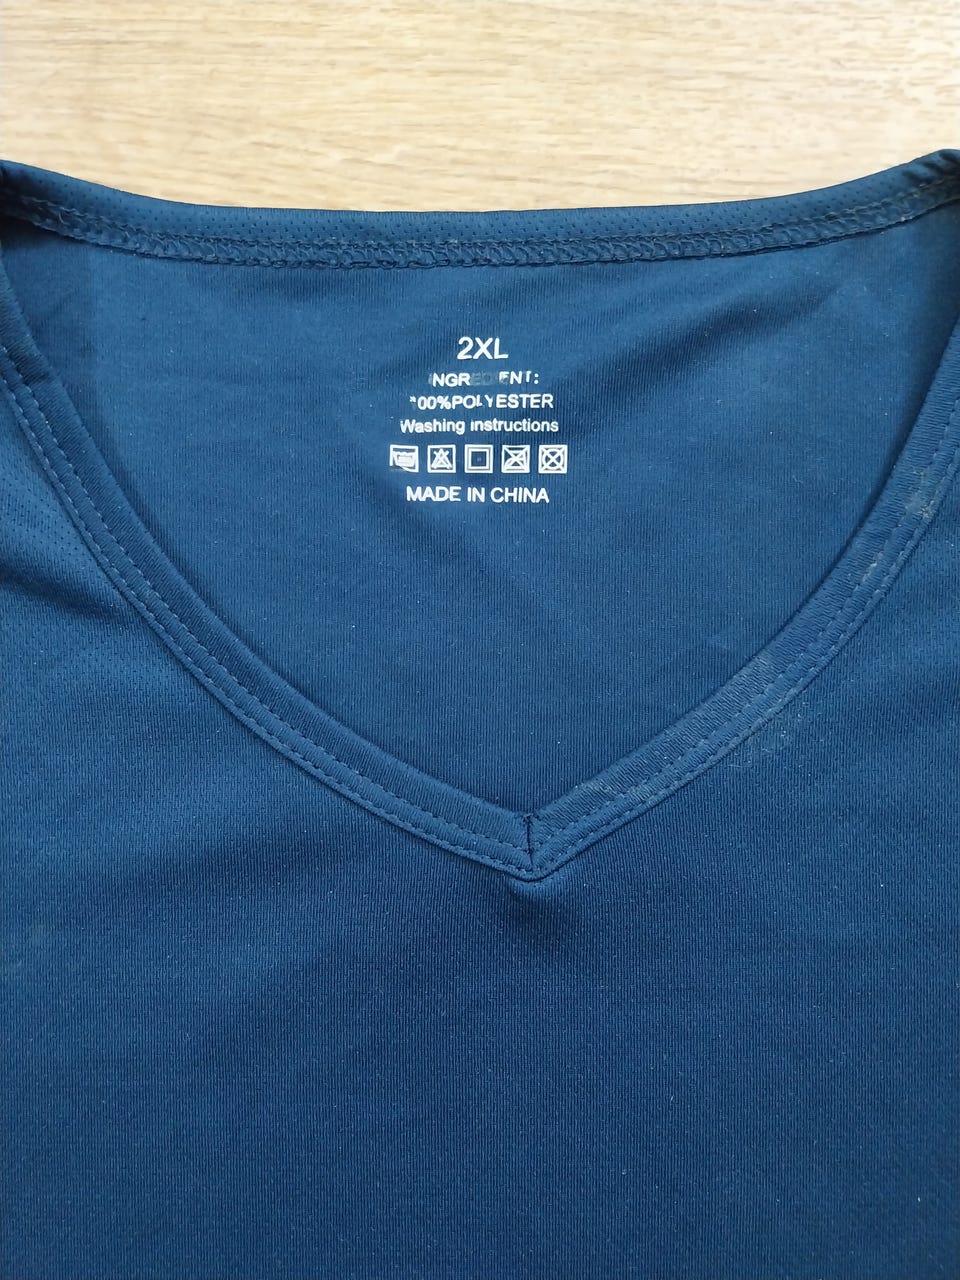 2XL
INGREDIENT:
100%POLYESTER
Washing instructions
MADE IN CHINA